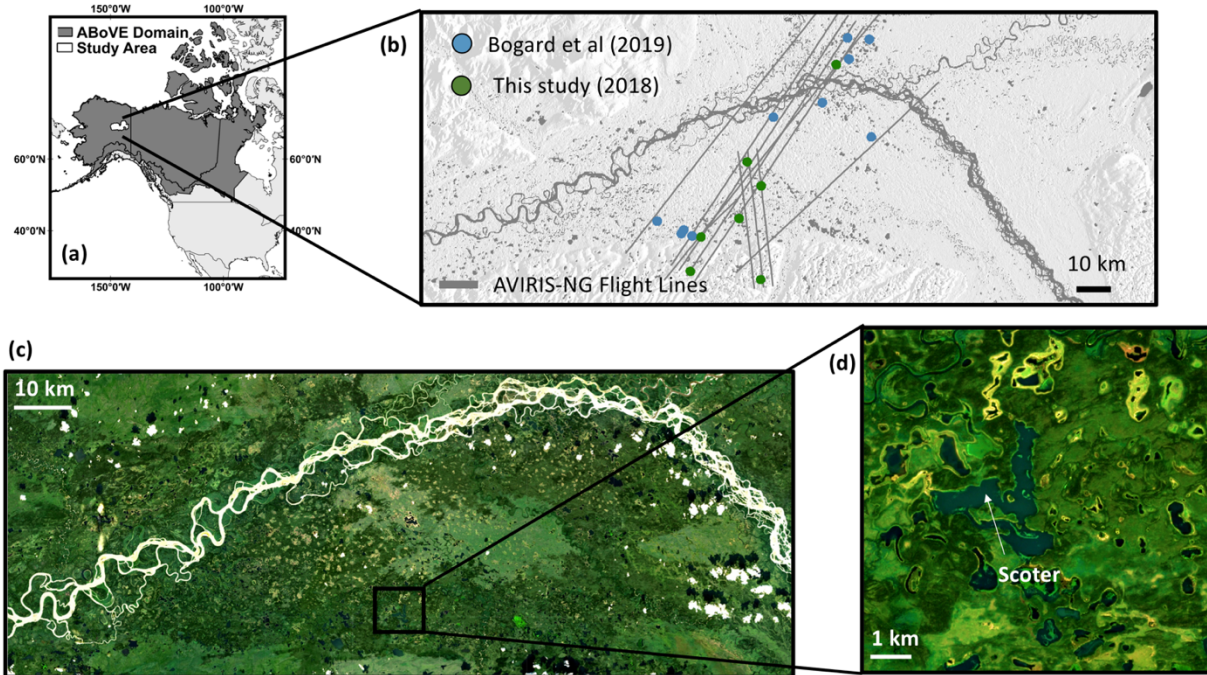 ABoVE Domain
Study Area
150°0'W 100°0'W
60°0'N 60°0'N
40°0'N 40°0'N
(a)
150°0'W 100°0'W
(b)
Bogard et al (2019)
This study (2018)
AVIRIS-NG Flight Lines
10 km
(c)
10 km
(d)
Scoter
1 km